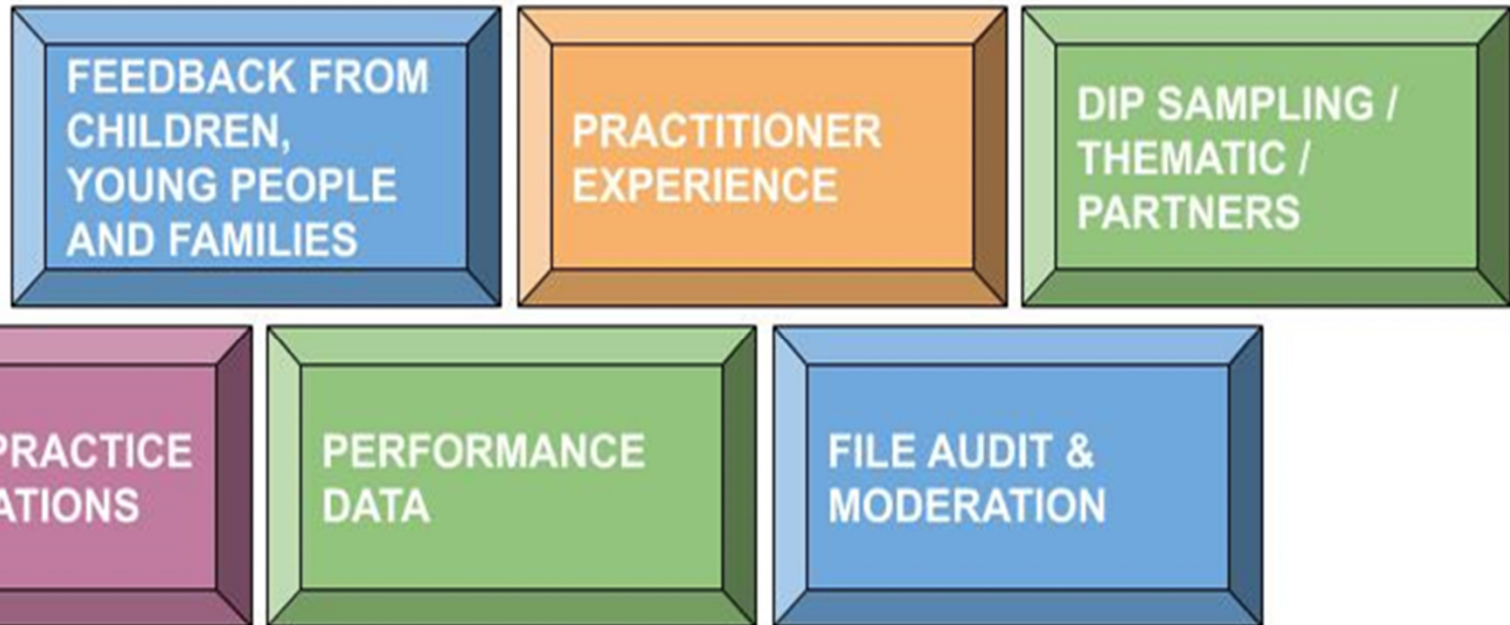 FEEDBACK FROM
CHILDREN,
YOUNG PEOPLE
AND FAMILIES
PRACTITIONER
EXPERIENCE
DIP SAMPLING /
THEMATIC /
PARTNERS
PRACTICE
ATIONS
PERFORMANCE
DATA
FILE AUDIT &
MODERATION